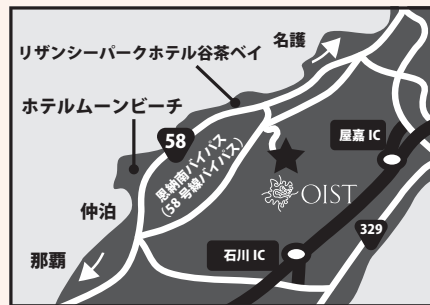 名護
リザンシーパークホテル谷茶ベイ
ホテルムーンビーチ
58
恩納南バイパス
(58号線バイパス)
屋嘉 IC
OIST
仲泊
329
那覇
石川 IC